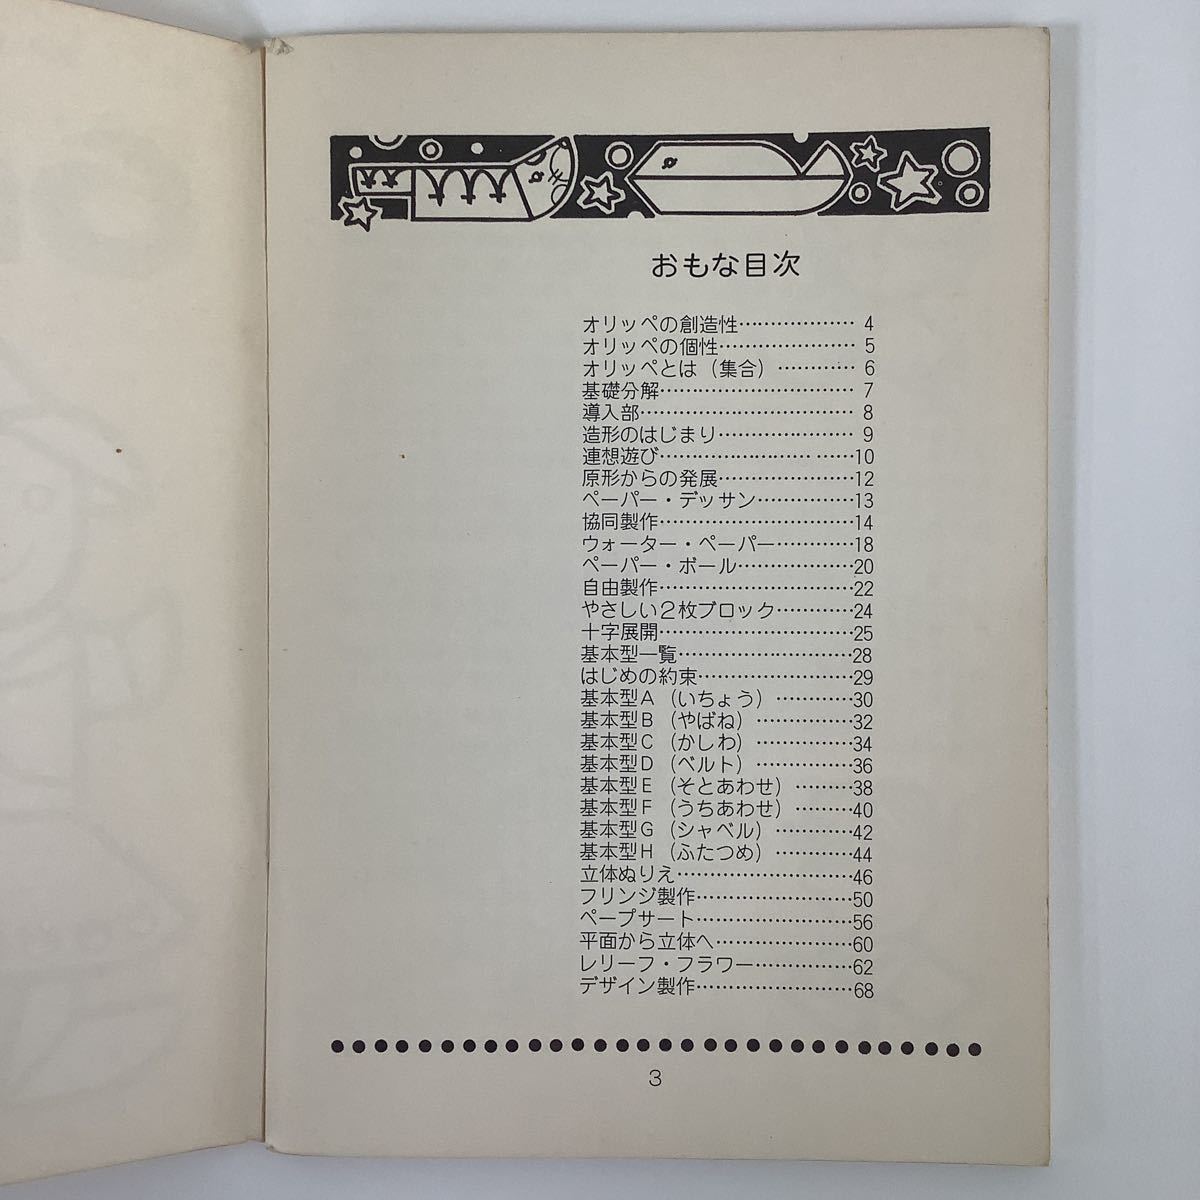 おもな目次
オリッペの創造性……………… 4
オリッペの個性………………… 5
オリッペとは（集合）………… 6
基礎分解………………………… 7
導入部…………………………… 8
造形のはじまり………………… 9
連想遊び…………………………10
原形からの発展…………………12
ペーパー・デッサン……………13
協同製作…………………………14
ウォーター・ペーパー…………18
ペーパー・ボール………………20
自由製作…………………………22
やさしい2枚ブロック…………24
十字展開…………………………25
基本型一覧………………………28
はじめの約束……………………29
基本型A（いちょう）…………30
基本型B（やばね）……………32
基本型C（かしわ）……………34
基本型D（ベルト）……………36
基本型E（そとあわせ）………38
基本型F（うちあわせ）………40
基本型G（シャベル）…………42
基本型H（ふたつめ）…………44
立体ぬりえ………………………46
フリンジ製作……………………50
ペープサート……………………56
平面から立体へ…………………60
レリーフ・フラワー……………62
デザイン製作……………………68
3